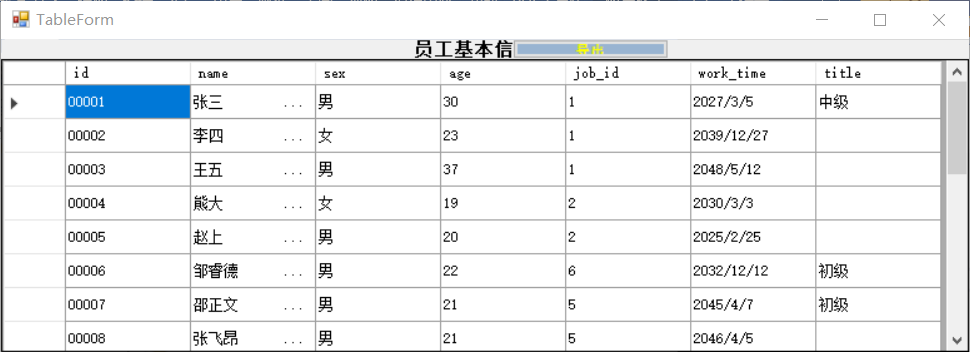 TableForm
员工基本信 导出
id name sex age job_id work_time title
00001 张三 ... 男 30 1 2027/3/5 中级
00002 李四 ... 女 23 1 2039/12/27
00003 王五 ... 男 37 1 2048/5/12
00004 熊大 ... 女 19 2 2030/3/3
00005 赵上 ... 男 20 2 2025/2/25
00006 邹睿德 ... 男 22 6 2032/12/12 初级
00007 邵正文 ... 男 21 5 2045/4/7 初级
00008 张飞昂 ... 男 21 5 2046/4/5